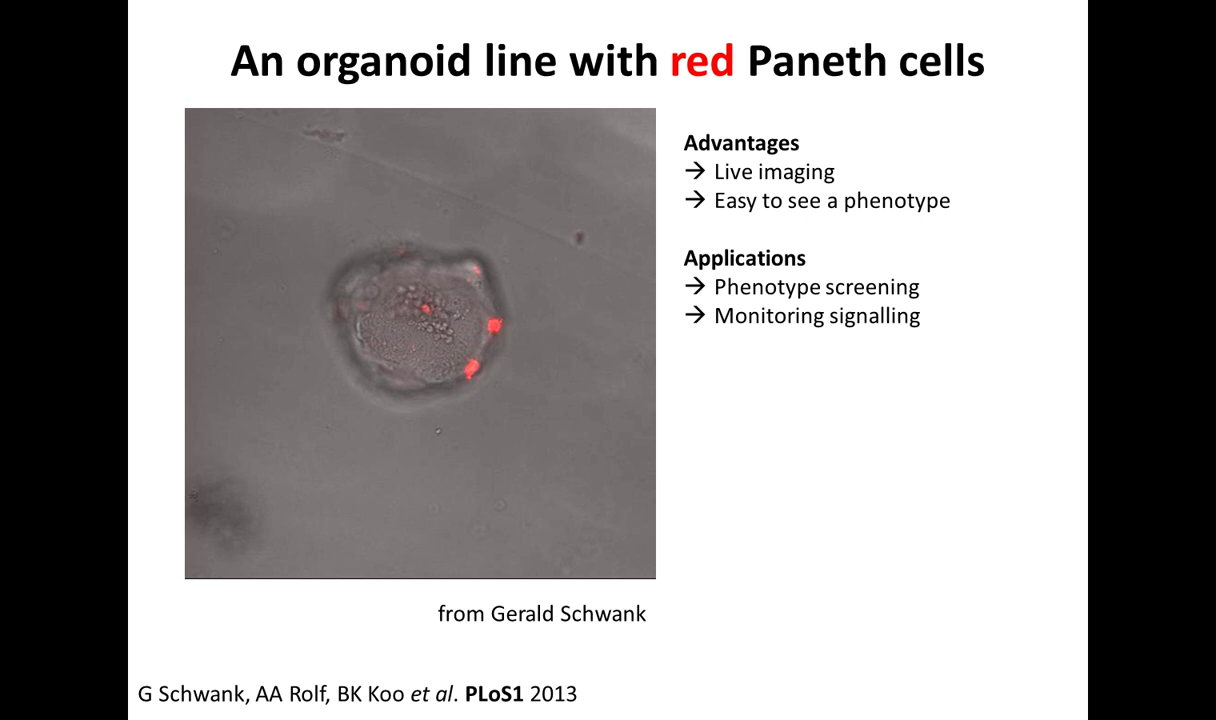 An organoid line with red Paneth cells
Advantages
→ Live imaging
→ Easy to see a phenotype
Applications
→ Phenotype screening
→ Monitoring signalling
from Gerald Schwank
G Schwank, AA Rolf, BK Koo et al. PLoS1 2013